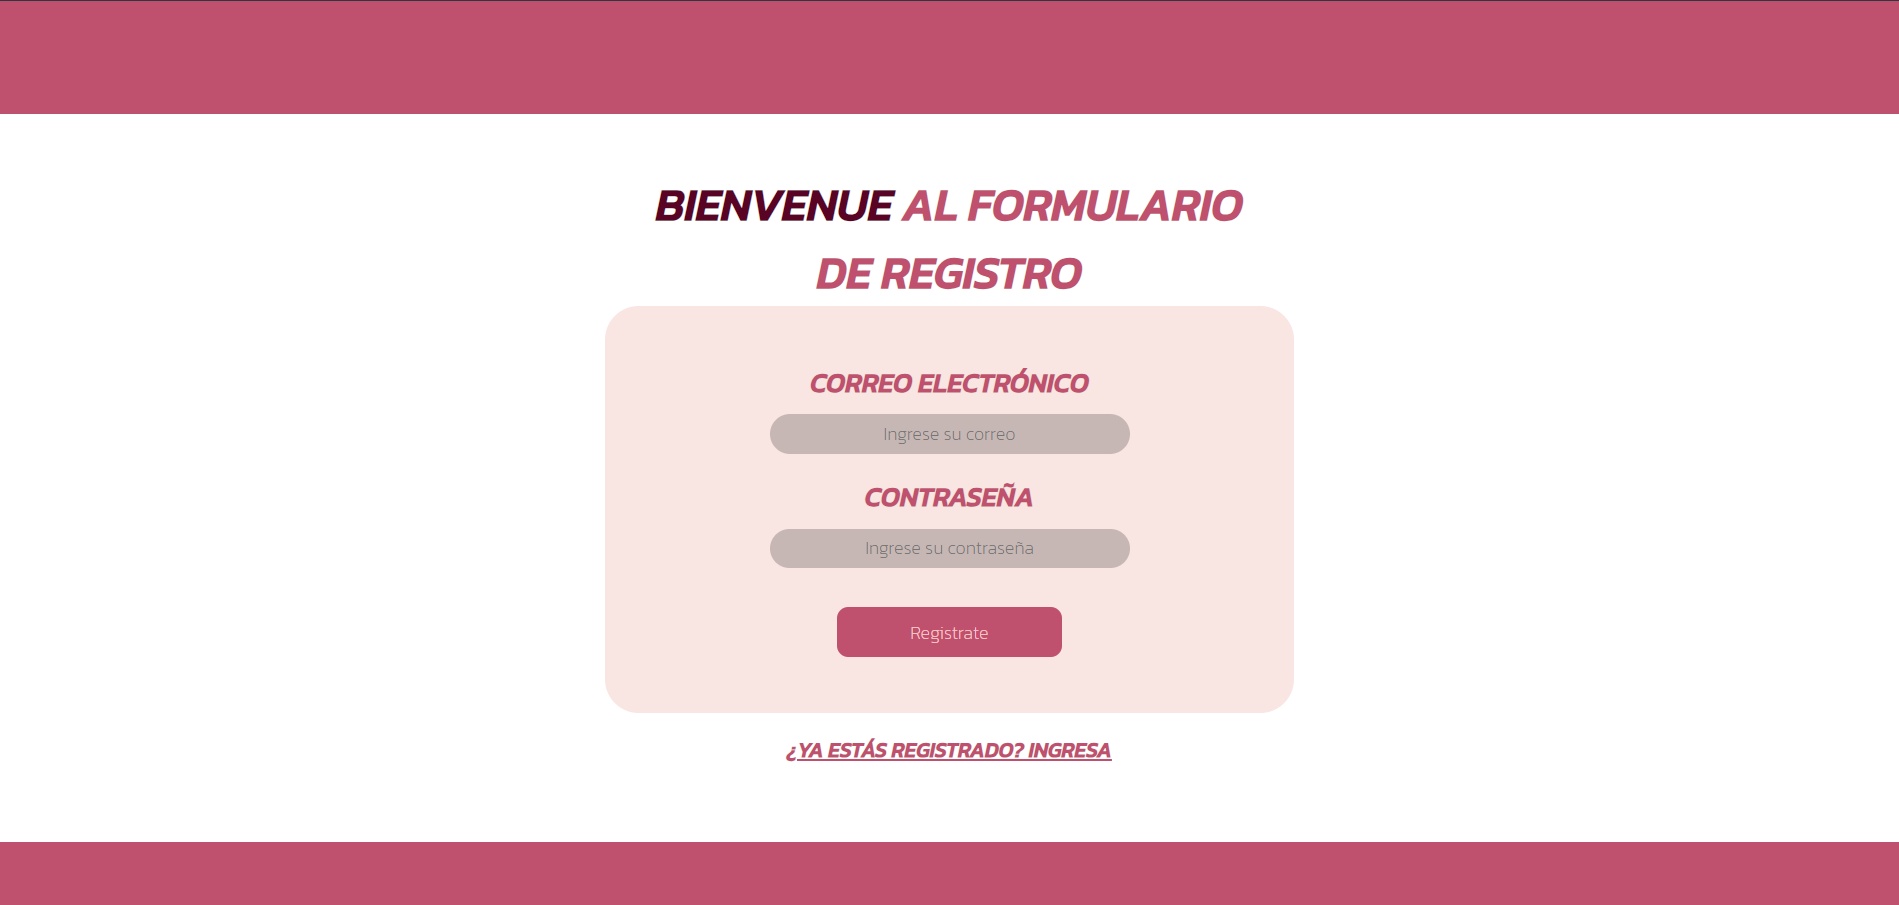 BIENVENUE AL FORMULARIO
DE REGISTRO
CORREO ELECTRÓNICO
Ingrese su correo
CONTRASEÑA
Ingrese su contraseña
Registrate
¿YA ESTÁS REGISTRADO? INGRESA